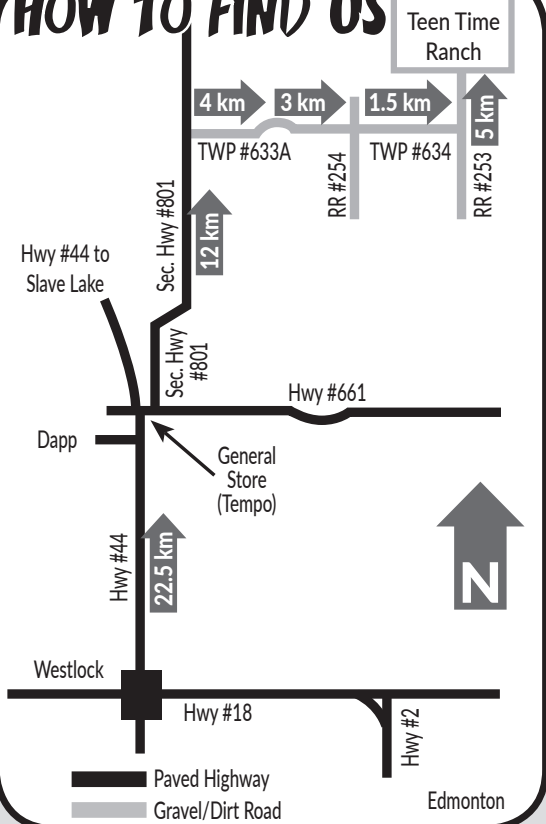 HOW TO FIND US
Teen Time
Ranch
4 km
3 km
1.5 km
5 km
TWP #633A
RR #254
TWP #634
RR #253
Sec. Hwy #801
12 km
Hwy #44 to
Slave Lake
Sec. Hwy
#801
Hwy #661
Dapp
General
Store
(Tempo)
Hwy #44
22.5 km
N
Westlock
Hwy #18
Hwy #2
Paved Highway
Gravel/Dirt Road
Edmonton